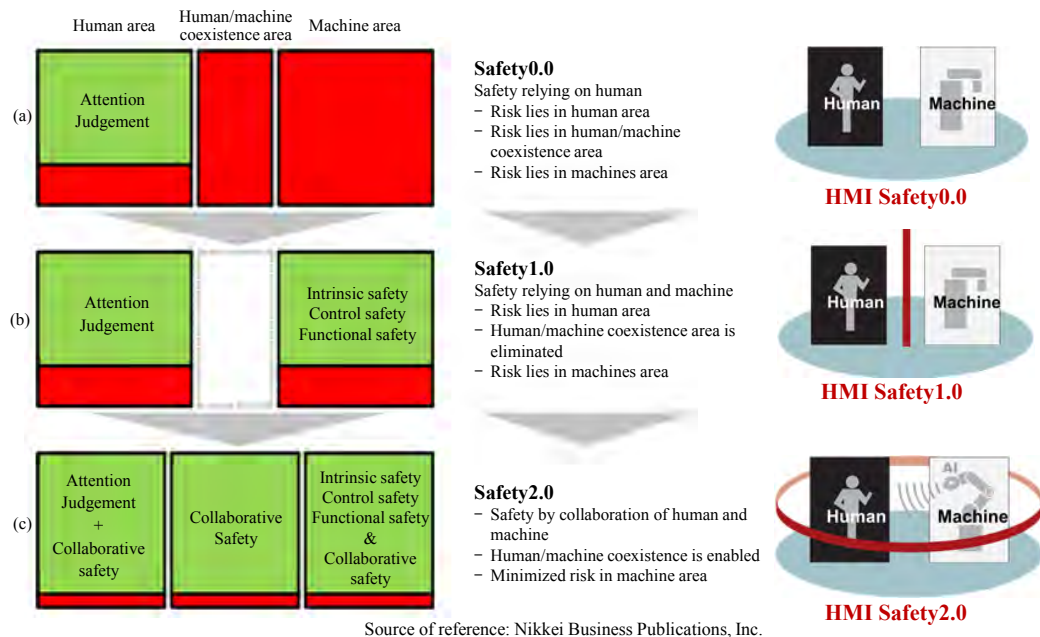 Human area
Human/machine
coexistence area
Machine area
(a)
Attention
Judgement
Safety0.0
Safety relying on human
− Risk lies in human area
− Risk lies in human/machine
coexistence area
− Risk lies in machines area
Human
Machine
HMI Safety0.0
(b)
Attention
Judgement
Intrinsic safety
Control safety
Functional safety
Safety1.0
Safety relying on human and machine
− Risk lies in human area
− Human/machine coexistence area is
eliminated
− Risk lies in machines area
Human
Machine
HMI Safety1.0
(c)
Attention
Judgement
+
Collaborative
safety
Collaborative
Safety
Intrinsic safety
Control safety
Functional safety
&
Collaborative
safety
Safety2.0
− Safety by collaboration of human and
machine
− Human/machine coexistence is enabled
− Minimized risk in machine area
AI
Human
Machine
HMI Safety2.0
Source of reference: Nikkei Business Publications, Inc.